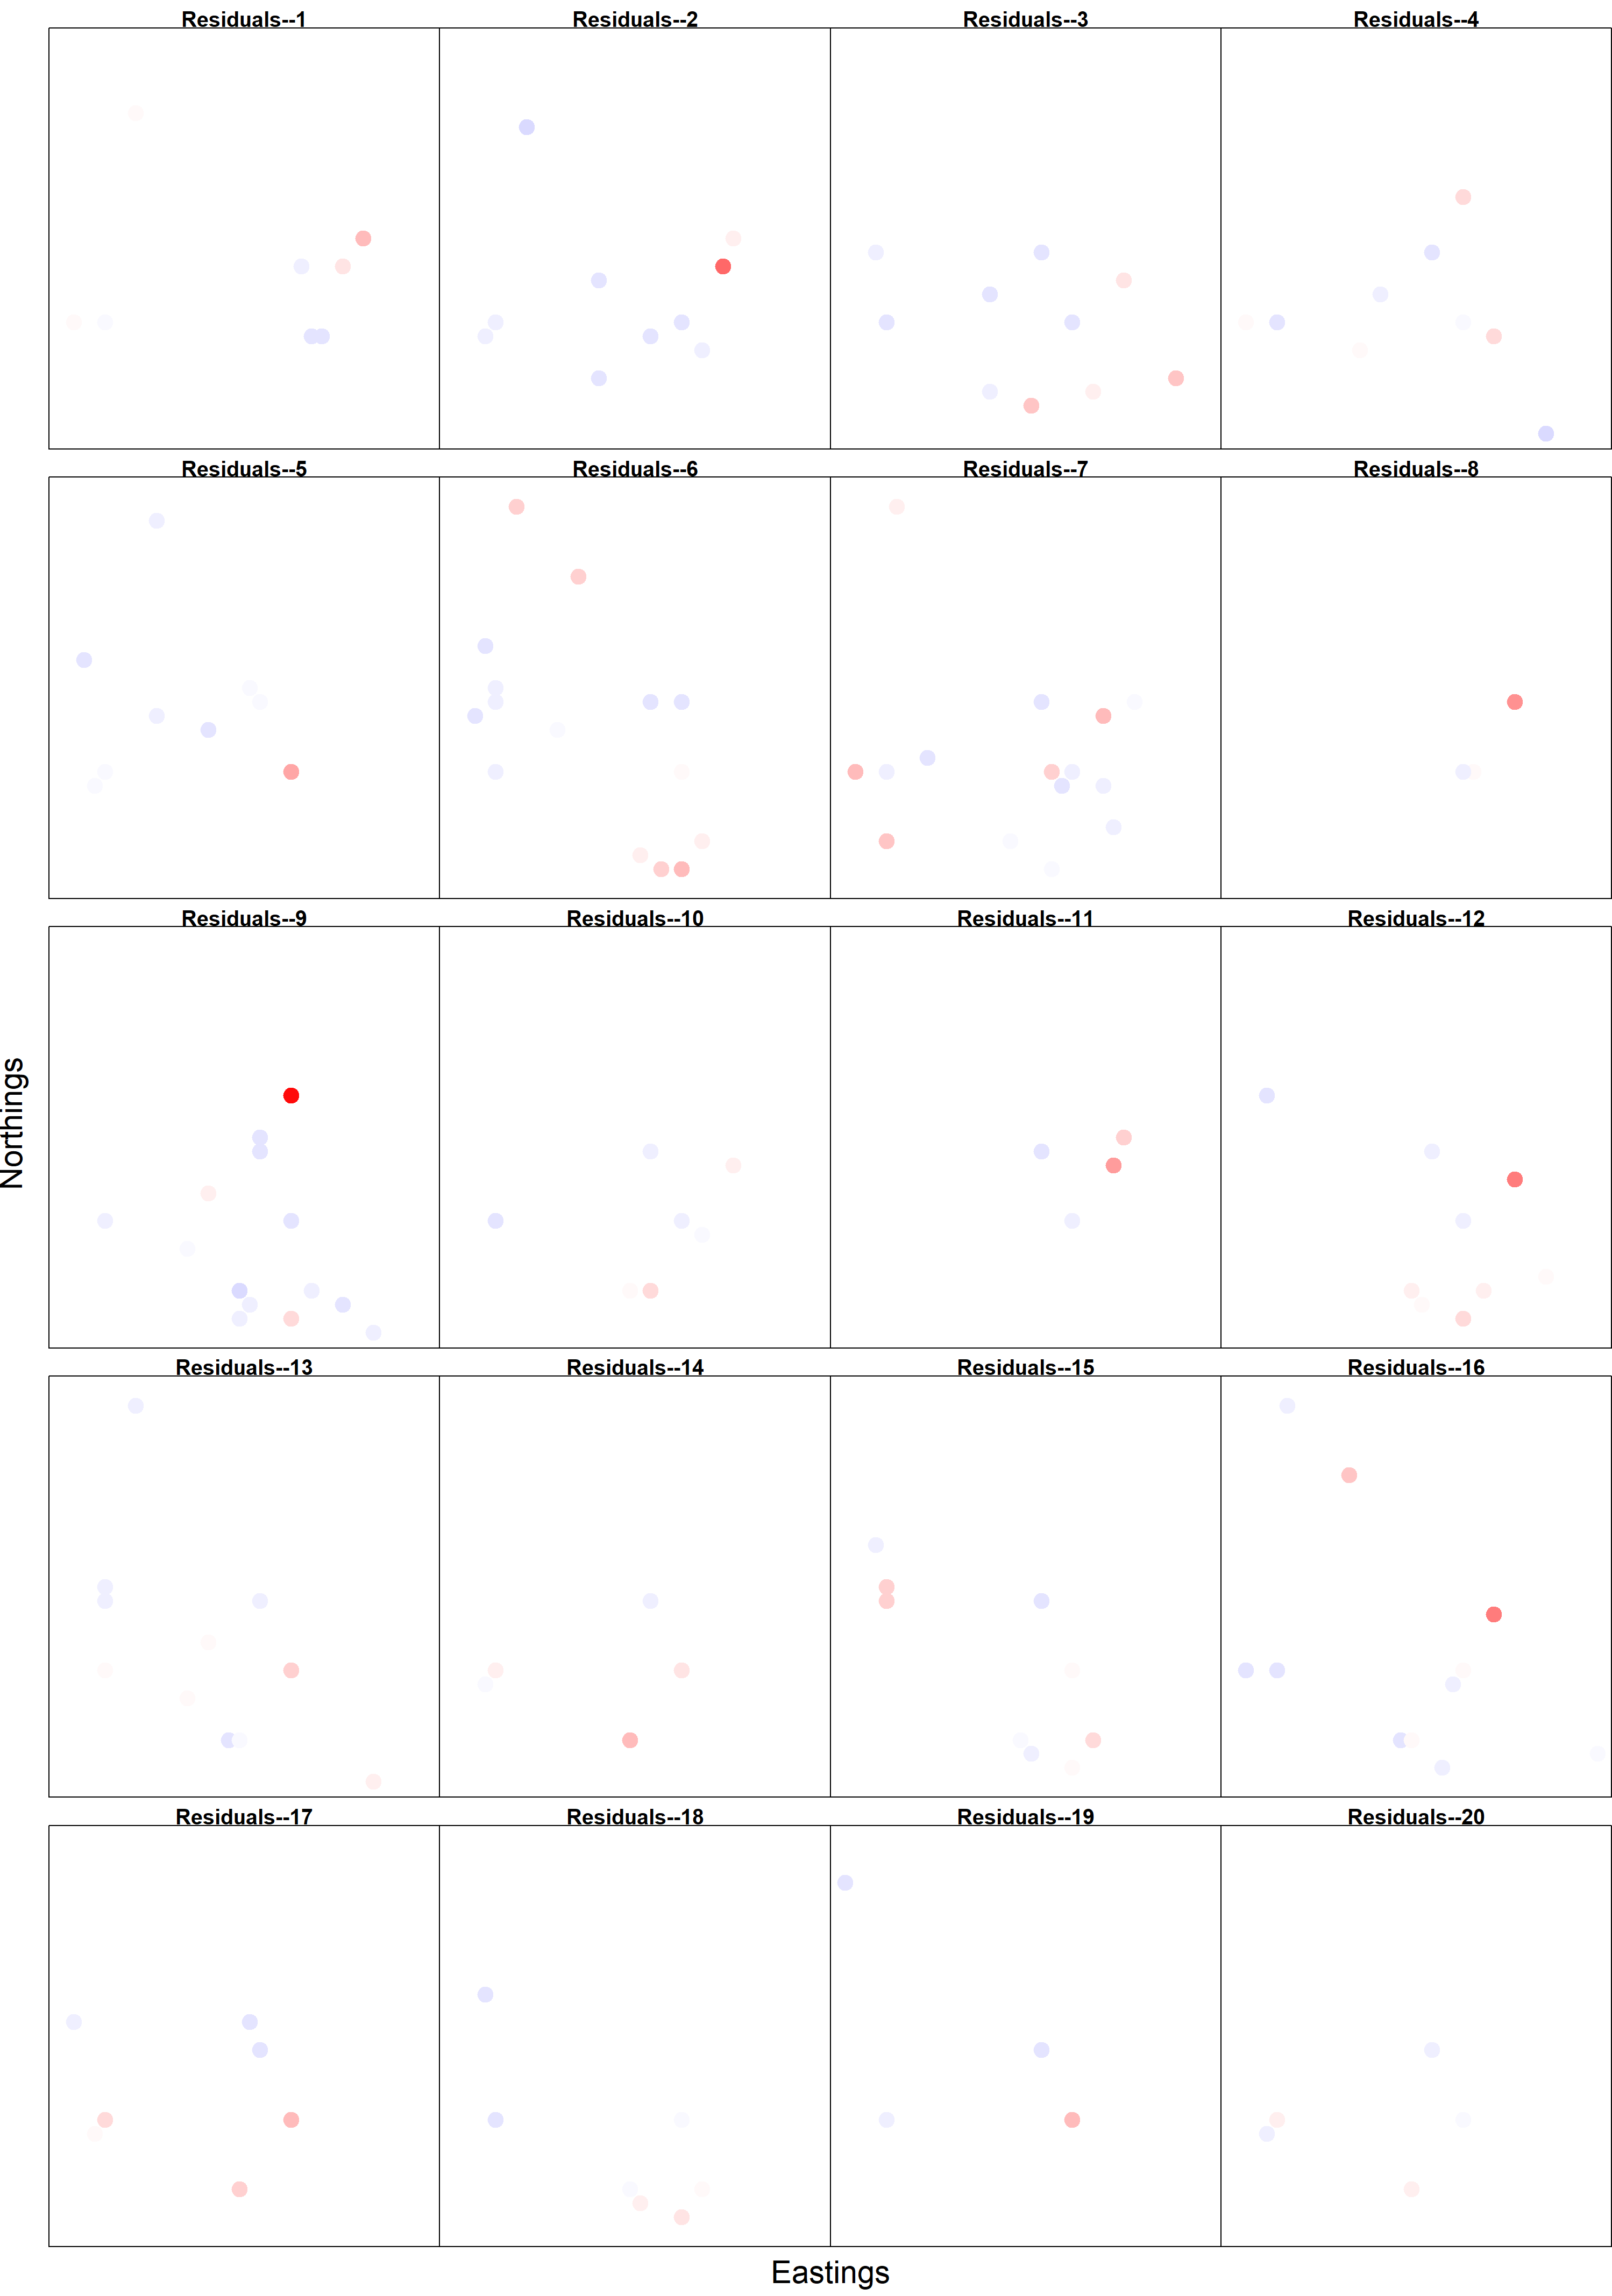 Residuals--1
Residuals--2
Residuals--3
Residuals--4
Residuals--5
Residuals--6
Residuals--7
Residuals--8
Residuals--9
Residuals--10
Residuals--11
Residuals--12
Northings
Residuals--13
Residuals--14
Residuals--15
Residuals--16
Residuals--17
Residuals--18
Residuals--19
Residuals--20
Eastings